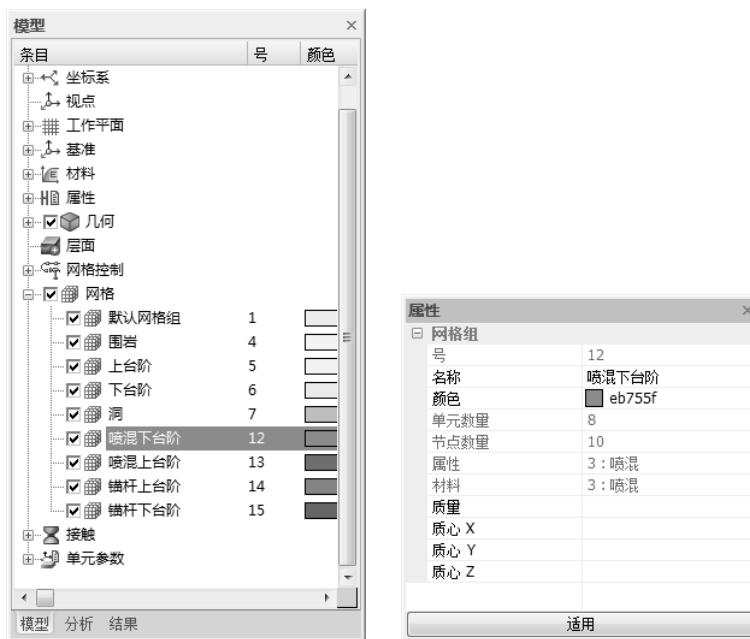 模型
条目 号 颜色
坐标系
视点
工作平面
基准
材料
属性
几何
层面
网格控制
网格
默认网格组 1
围岩 4
上台阶 5
下台阶 6
洞 7
喷混下台阶 12
喷混上台阶 13
锚杆上台阶 14
锚杆下台阶 15
接触
单元参数
模型 分析 结果
属性
网格组
号 12
名称 喷混下台阶
颜色 eb755f
单元数量 8
节点数量 10
属性 3：喷混
材料 3：喷混
质量
质心 X
质心 Y
质心 Z
适用